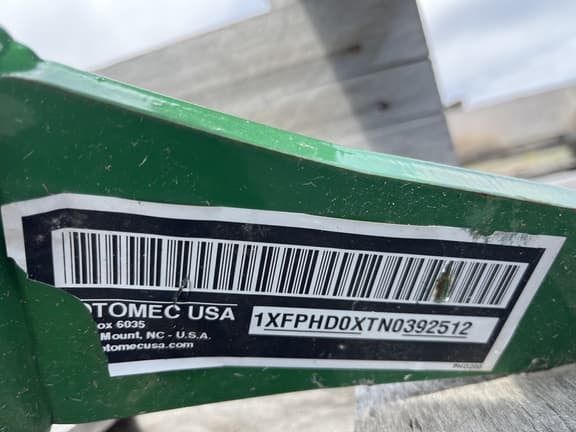 OTOMEC USA
ox 6035
Mount, NC - U.S.A.
otomecusa.com
1XFPHD0XTN0392512